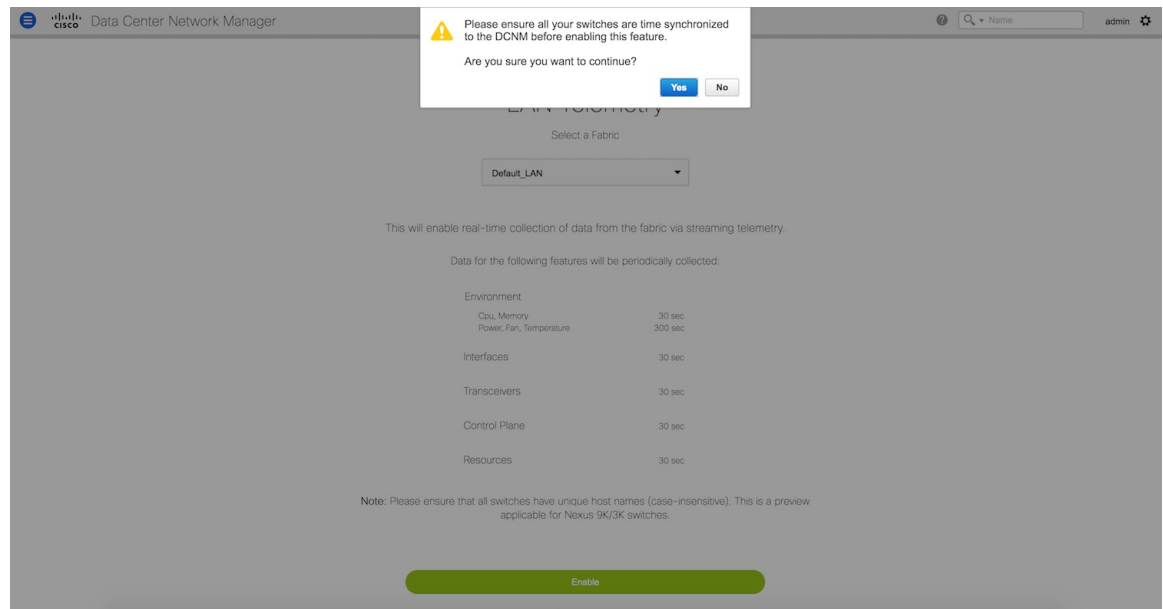 cisco Data Center Network Manager
Name
admin
Please ensure all your switches are time synchronized
to the DCNM before enabling this feature.
Are you sure you want to continue?
Yes No
LAN Telemetry
Select a Fabric
Default_LAN
This will enable real-time collection of data from the fabric via streaming telemetry.
Data for the following features will be periodically collected:
Environment
Cpu, Memory 30 sec
Power, Fan, Temperature 300 sec
Interfaces 30 sec
Transceivers 30 sec
Control Plane 30 sec
Resources 30 sec
Note: Please ensure that all switches have unique host names (case-insensitive). This is a preview
applicable for Nexus 9K/3K switches.
Enable